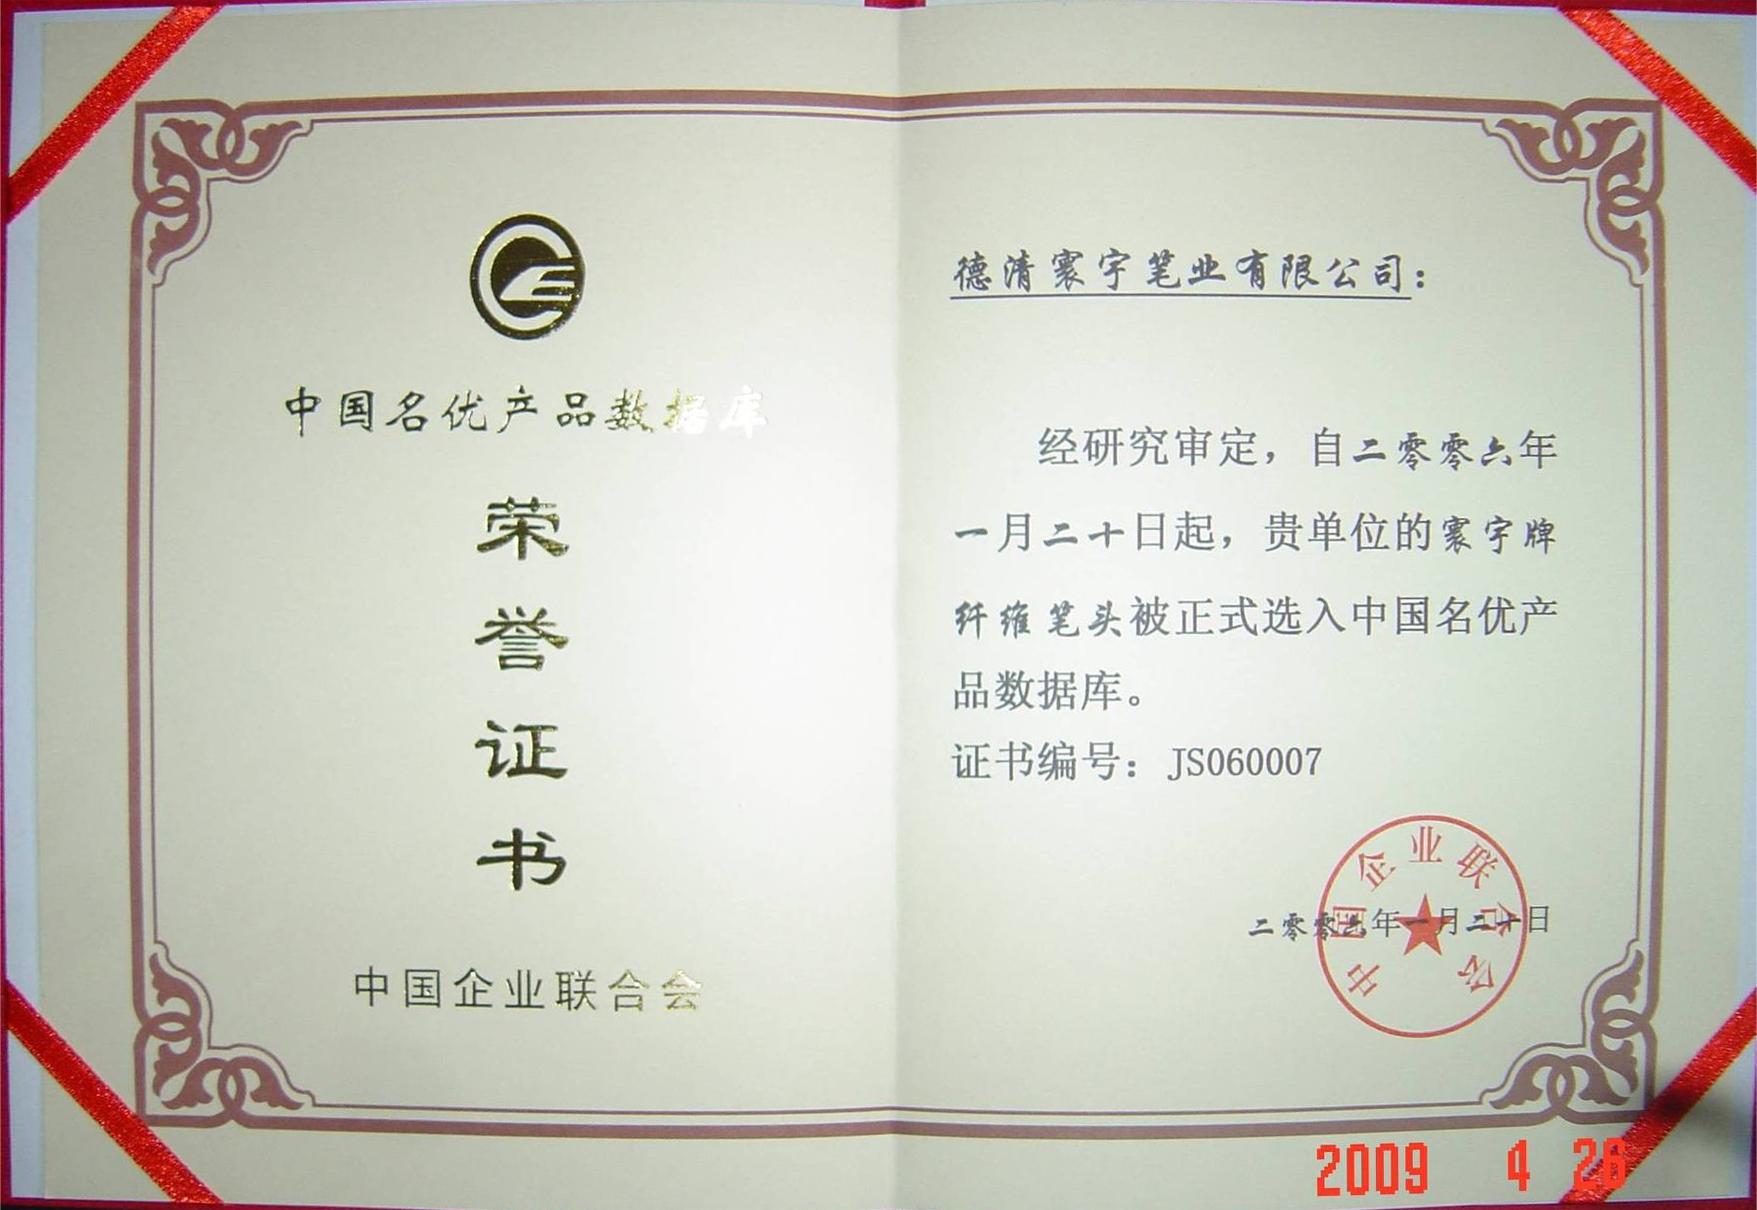 中国名优产品数据库
荣
誉
证
书
中国企业联合会
德清寰宇笔业有限公司：
经研究审定，自二零零六年
一月二十日起，贵单位的寰宇牌
纤维笔头被正式选入中国名优产
品数据库。
证书编号：JS060007
中国企业联合会
二零零六年一月二十日
2009 4 26